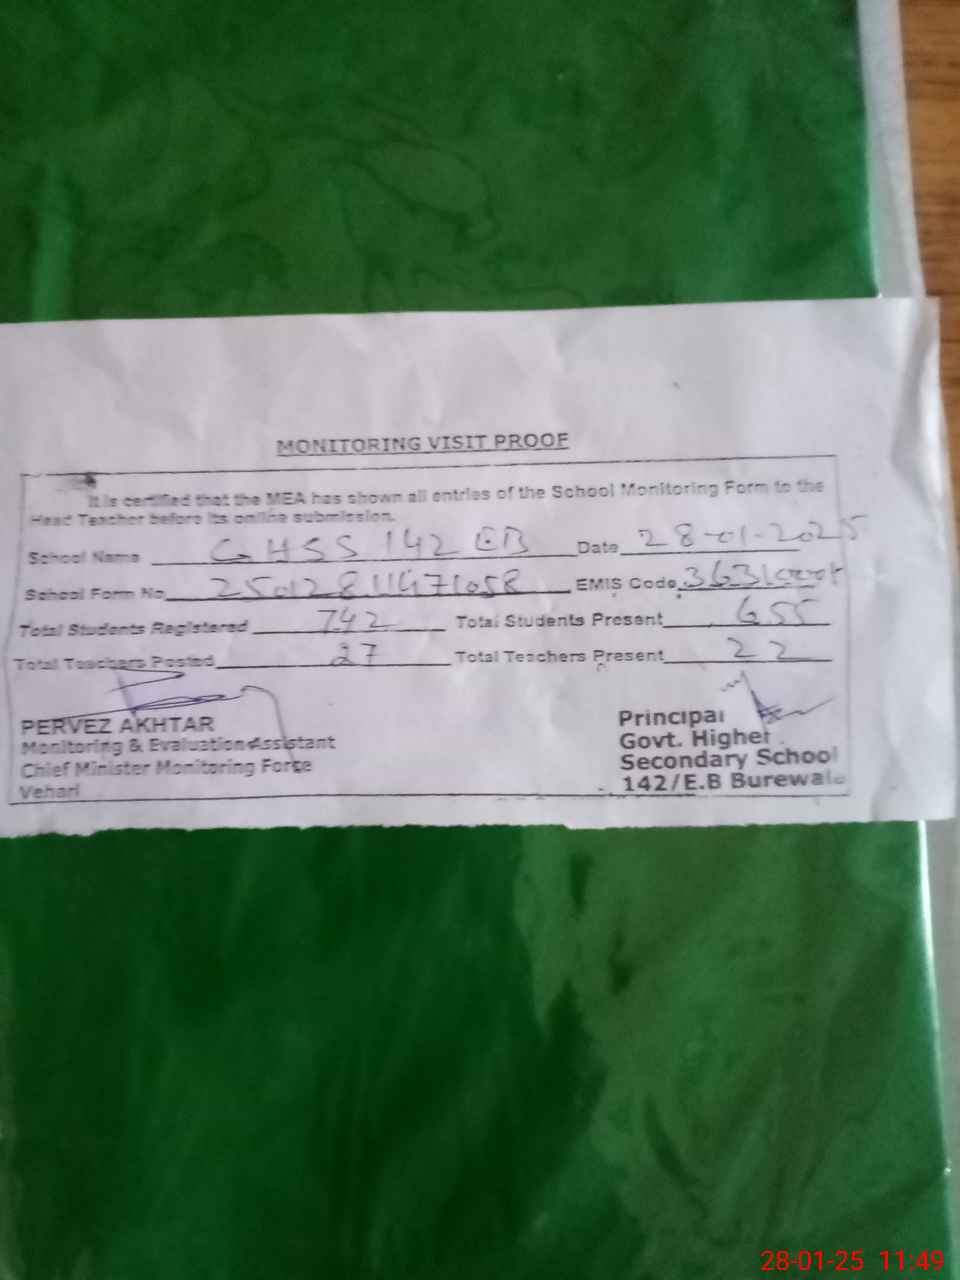 MONITORING VISIT PROOF
It is certified that the MEA has shown all entries of the School Monitoring Form to the
Head Teacher before its online submission.
School Name GHSS 142 EB Date 28-01-2025
School Form No 25012811471058 EMIS Code
Total Students Registered 742 Total Students Present 655
Total Teachers Posted 27 Total Teachers Present 22
PERVEZ AKHTAR
Monitoring & Evaluation Assistant
Chief Minister Monitoring Force
Vehari
Principal
Govt. Higher
Secondary School
142/E.B Burewala
28-01-25 11:49